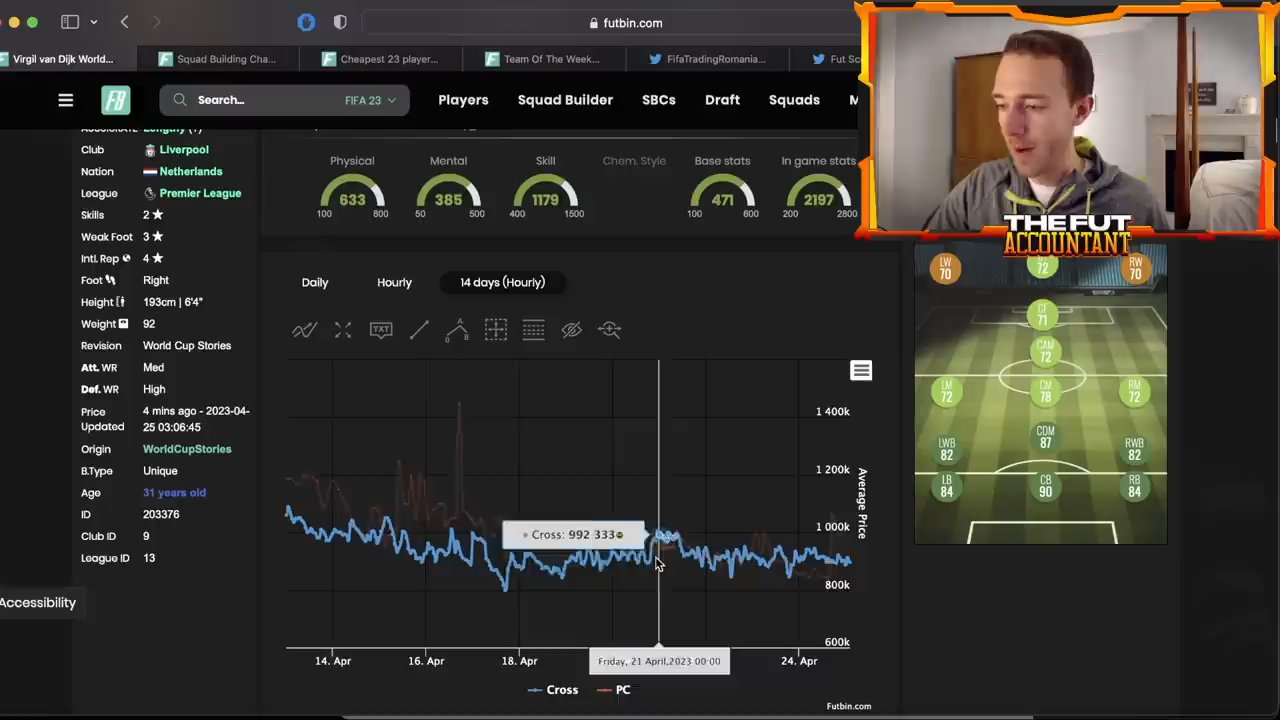 futbin.com
Virgil van Dijk World...
Squad Building Cha...
Cheapest 23 player...
Team Of The Week...
FifaTradingRomania...
Fut Sc
FB
Search...
FIFA 23
Players
Squad Builder
SBCs
Draft
Squads
M
Club
Liverpool
Nation
Netherlands
League
Premier League
Skills
2 ★
Weak Foot
3 ★
Intl. Rep
4 ★
Foot
Right
Height
193cm | 6'4"
Weight
92
Revision
World Cup Stories
Att. WR
Med
Def. WR
High
Price Updated
4 mins ago - 2023-04-25 03:06:45
Origin
WorldCupStories
B.Type
Unique
Age
31 years old
ID
203376
Club ID
9
League ID
13
Accessibility
Physical
633
100
800
Mental
385
50
500
Skill
1179
400
1500
Chem. Style
Base stats
471
100
600
In game stats
2197
200
2800
Daily
Hourly
14 days (Hourly)
TXT
1 400k
1 200k
1 000k
800k
600k
Average Price
Cross: 992 333
14. Apr
16. Apr
18. Apr
Friday, 21 April,2023 00:00
24. Apr
Cross
PC
Futbin.com
THE FUT
ACCOUNTANT
LW
70
72
RW
70
CF
71
CAM
72
LM
72
CM
78
RM
72
CDM
87
LWB
82
RWB
82
LB
84
CB
90
RB
84